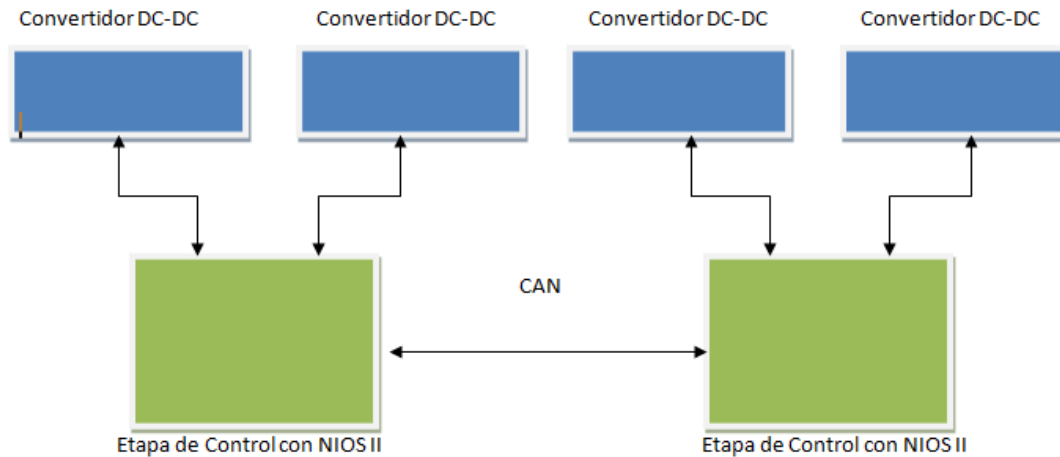 Convertidor DC-DC
Convertidor DC-DC
Convertidor DC-DC
Convertidor DC-DC
CAN
Etapa de Control con NIOS II
Etapa de Control con NIOS II